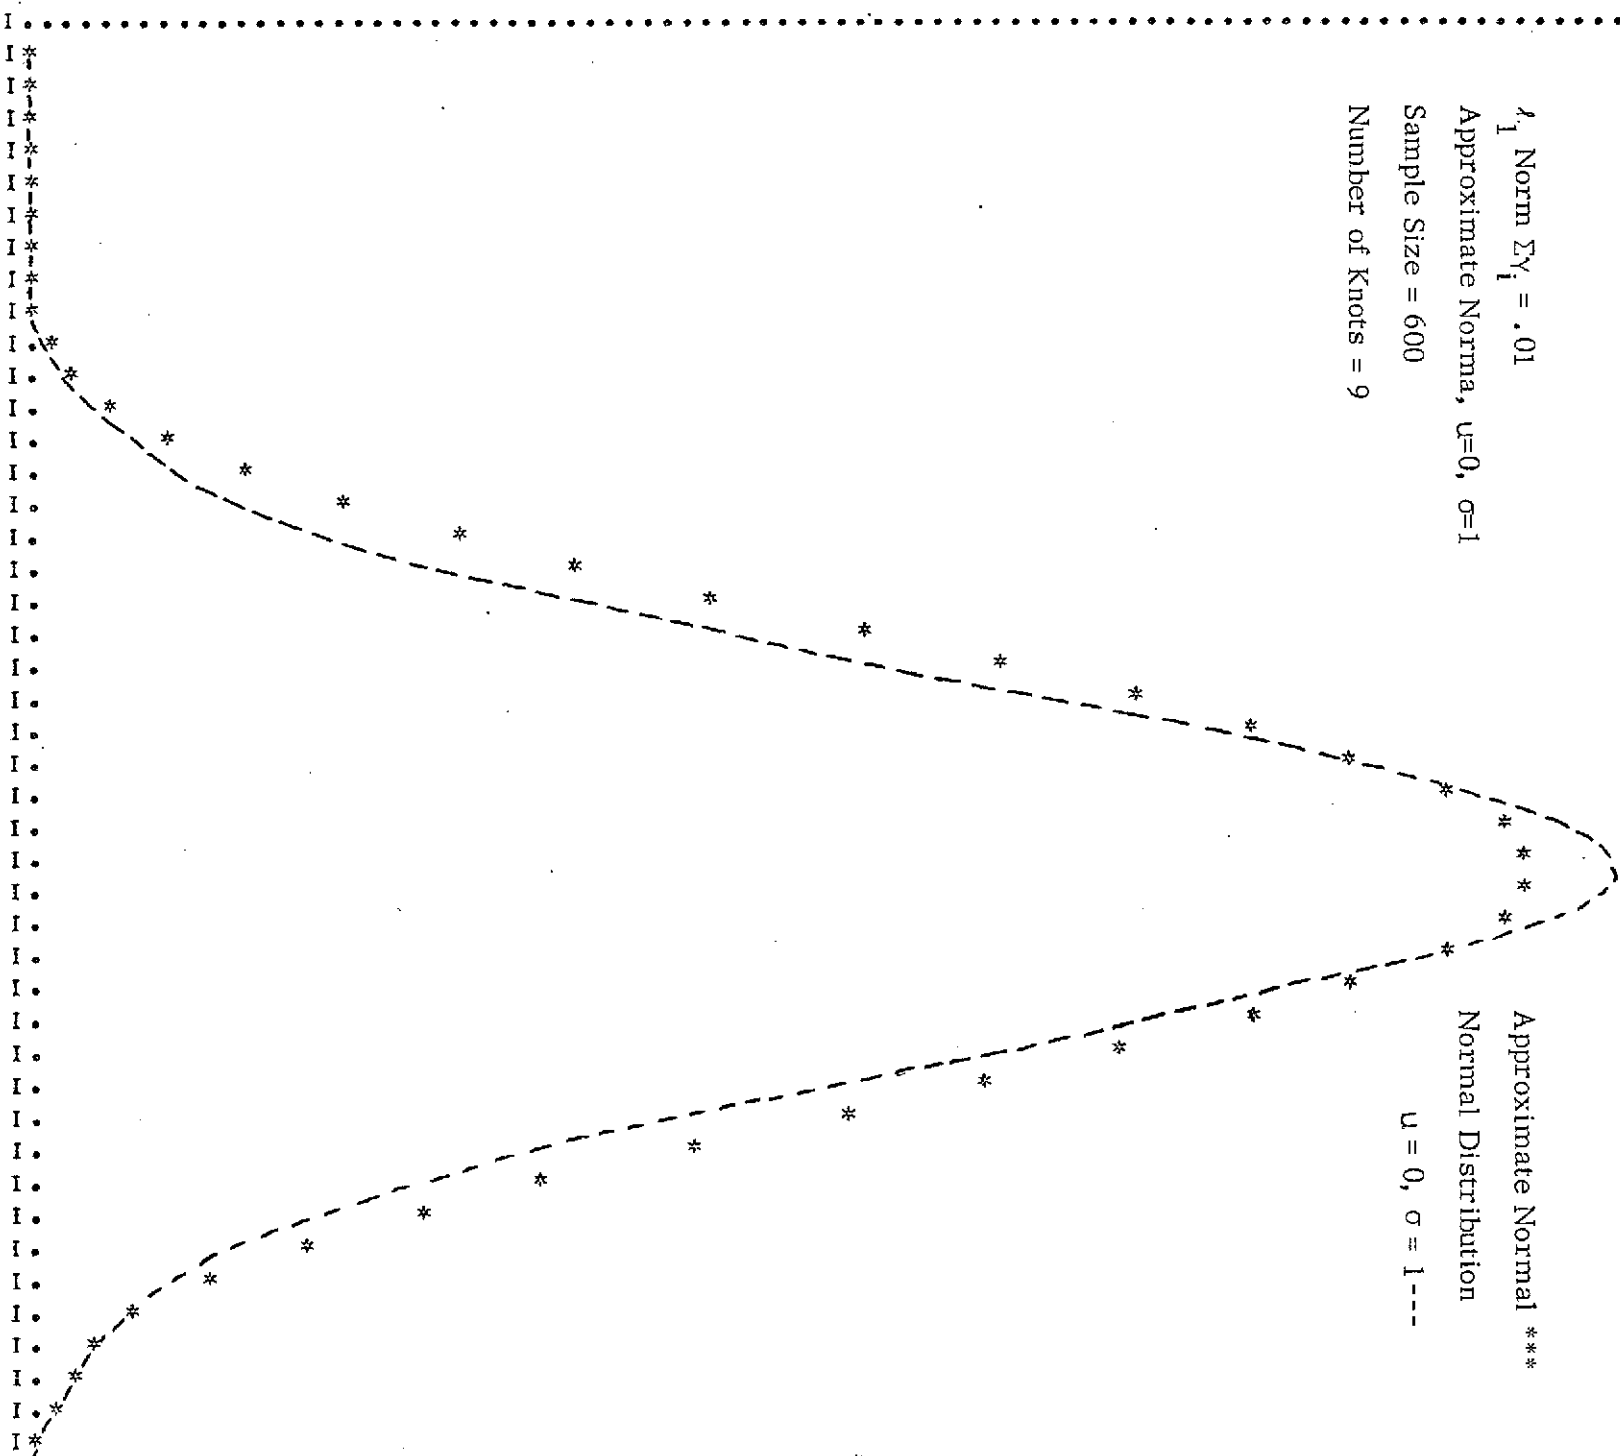 ℓ₁ Norm Σγᵢ = .01
Approximate Norma, u=0, σ=1
Sample Size = 600
Number of Knots = 9
Approximate Normal ***
Normal Distribution
u = 0, σ = 1 ---